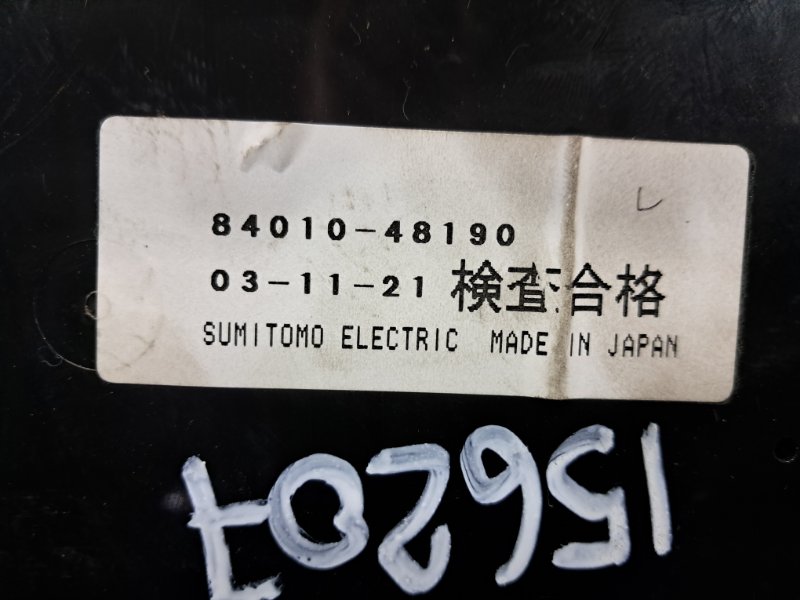 84010-48190
03-11-21 検査合格
SUMITOMO ELECTRIC MADE IN JAPAN
156207